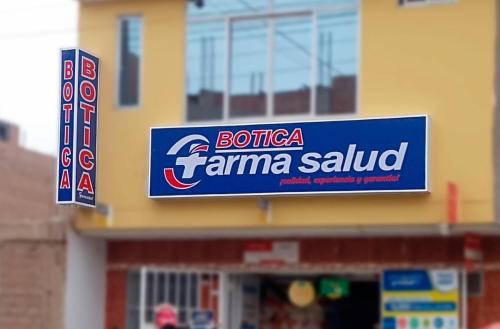 BOTICA
BOTICA
BOTICA
farma salud
¡calidad, experiencia y garantía!